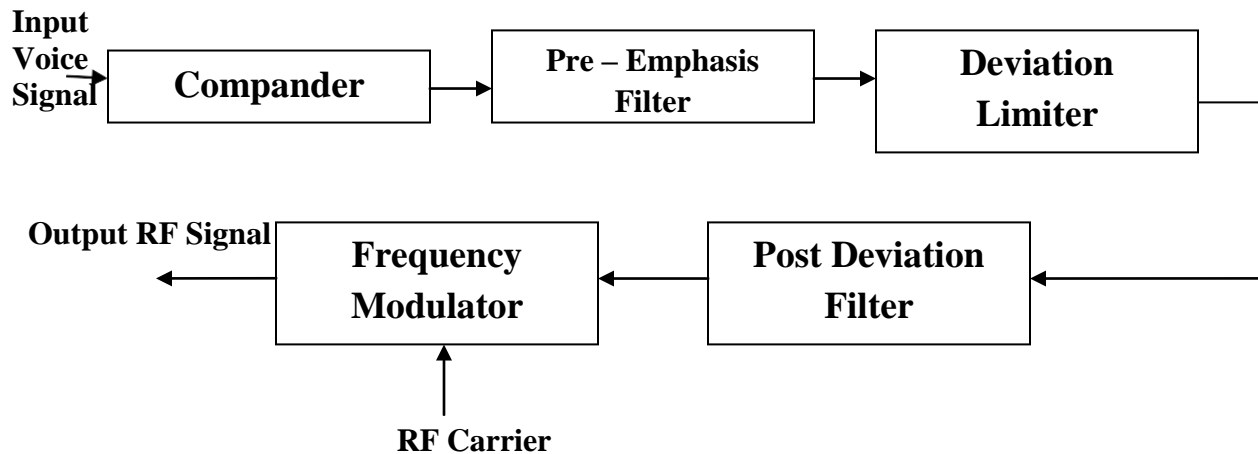 Input
Voice
Signal
Compander
Pre – Emphasis
Filter
Deviation
Limiter
Output RF Signal
Frequency
Modulator
Post Deviation
Filter
RF Carrier